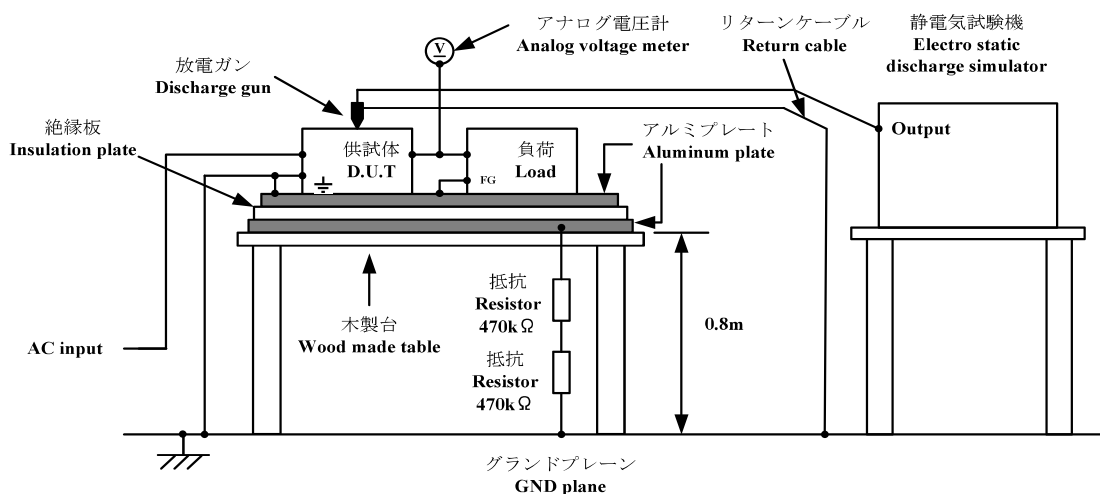 アナログ電圧計
Analog voltage meter
リターンケーブル
Return cable
静電気試験機
Electro static
discharge simulator
V
放電ガン
Discharge gun
絶縁板
Insulation plate
供試体
D.U.T
負荷
Load
FG
アルミプレート
Aluminum plate
Output
抵抗
Resistor
470kΩ
0.8m
木製台
Wood made table
AC input
抵抗
Resistor
470kΩ
グランドプレーン
GND plane